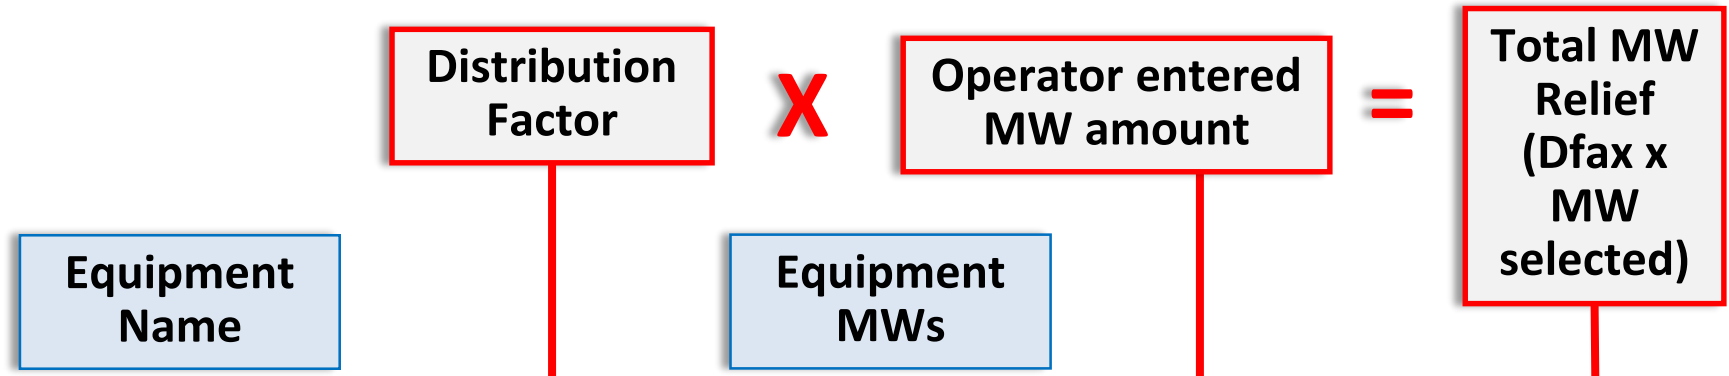 Distribution
Factor
X
Operator entered
MW amount
=
Total MW
Relief
(Dfax x
MW
selected)
Equipment
Name
Equipment
MWs